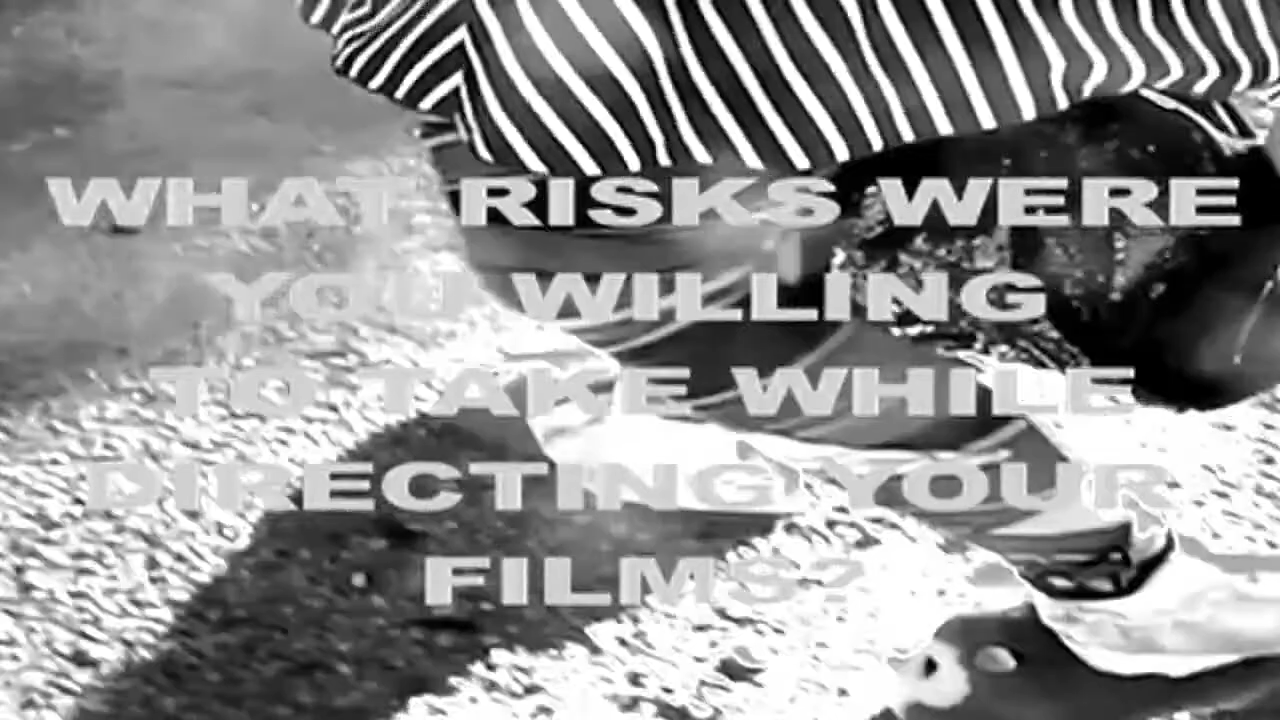 WHAT RISKS WERE
YOU WILLING
TO TAKE WHILE
DIRECTING YOUR
FILMS?